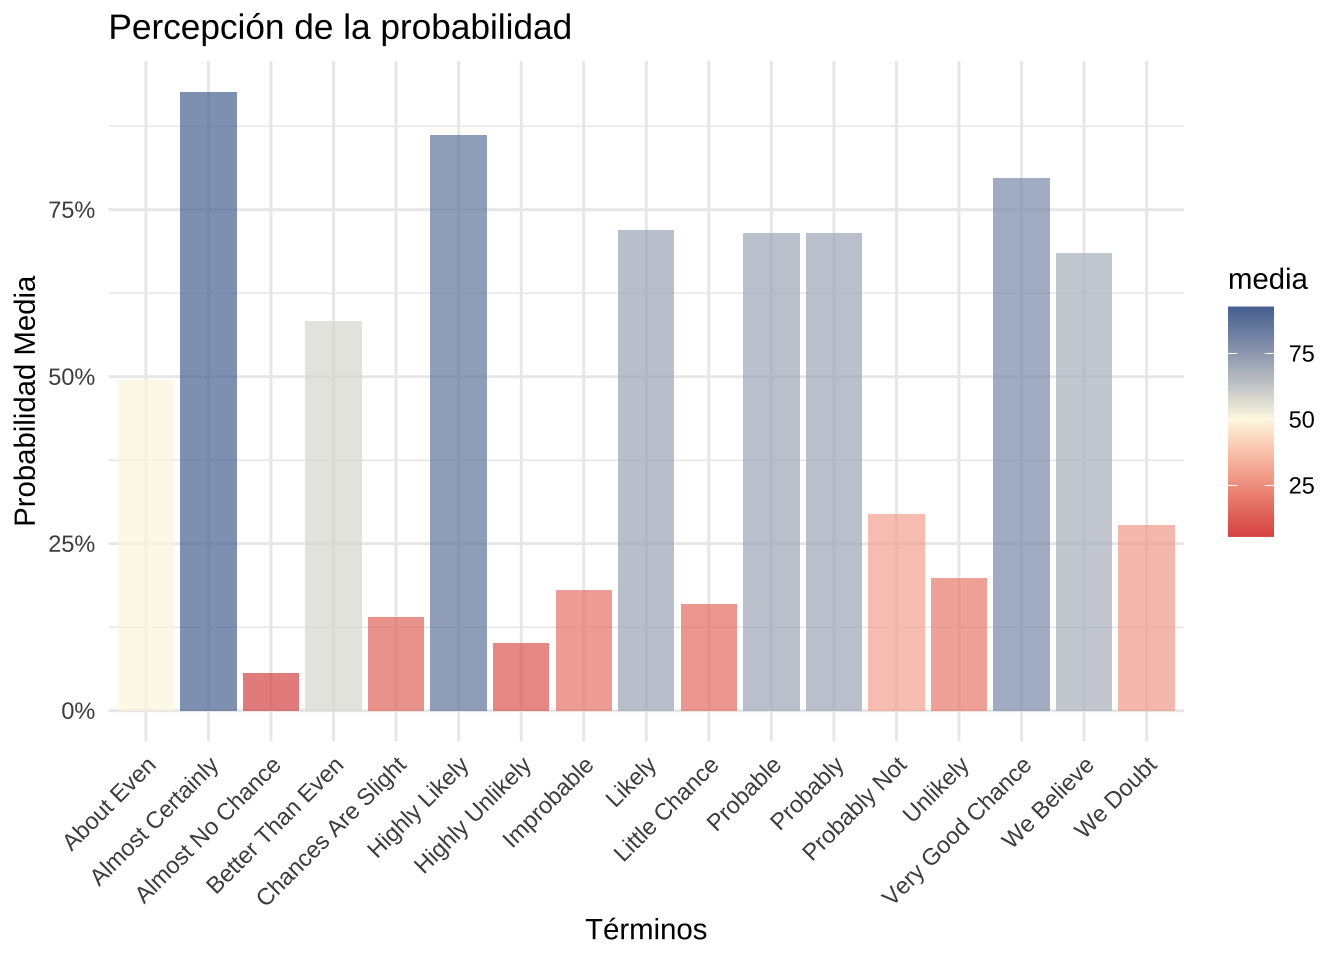 Percepción de la probabilidad
Probabilidad Media
75%
50%
25%
0%
About Even
Almost Certainly
Almost No Chance
Better Than Even
Chances Are Slight
Highly Likely
Highly Unlikely
Improbable
Likely
Little Chance
Probable
Probably
Probably Not
Unlikely
Very Good Chance
We Believe
We Doubt
Términos
media
75
50
25